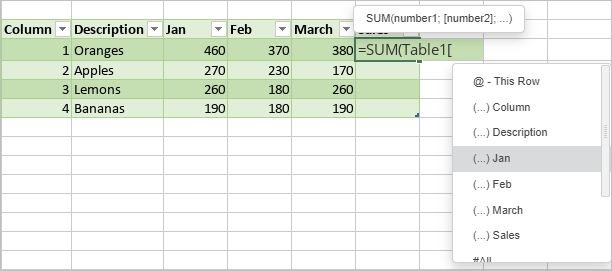 SUM(number1; [number2]; ...)
Column Description Jan Feb March Sales
1 Oranges 460 370 380 =SUM(Table1[
2 Apples 270 230 170
3 Lemons 260 180 260
4 Bananas 190 180 190
@ - This Row
(...) Column
(...) Description
(...) Jan
(...) Feb
(...) March
(...) Sales
#All